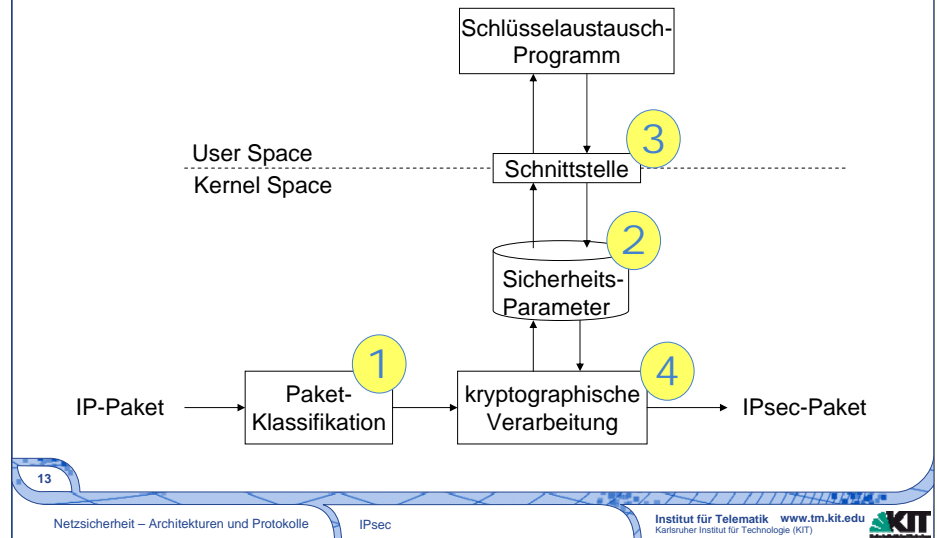 Schlüsselaustausch-
Programm
3
User Space
Schnittstelle
Kernel Space
2
Sicherheits-
Parameter
1
4
IP-Paket
Paket-
Klassifikation
kryptographische
Verarbeitung
IPsec-Paket
13
Netzsicherheit – Architekturen und Protokolle
IPsec
Institut für Telematik www.tm.kit.edu
Karlsruher Institut für Technologie (KIT)
KIT